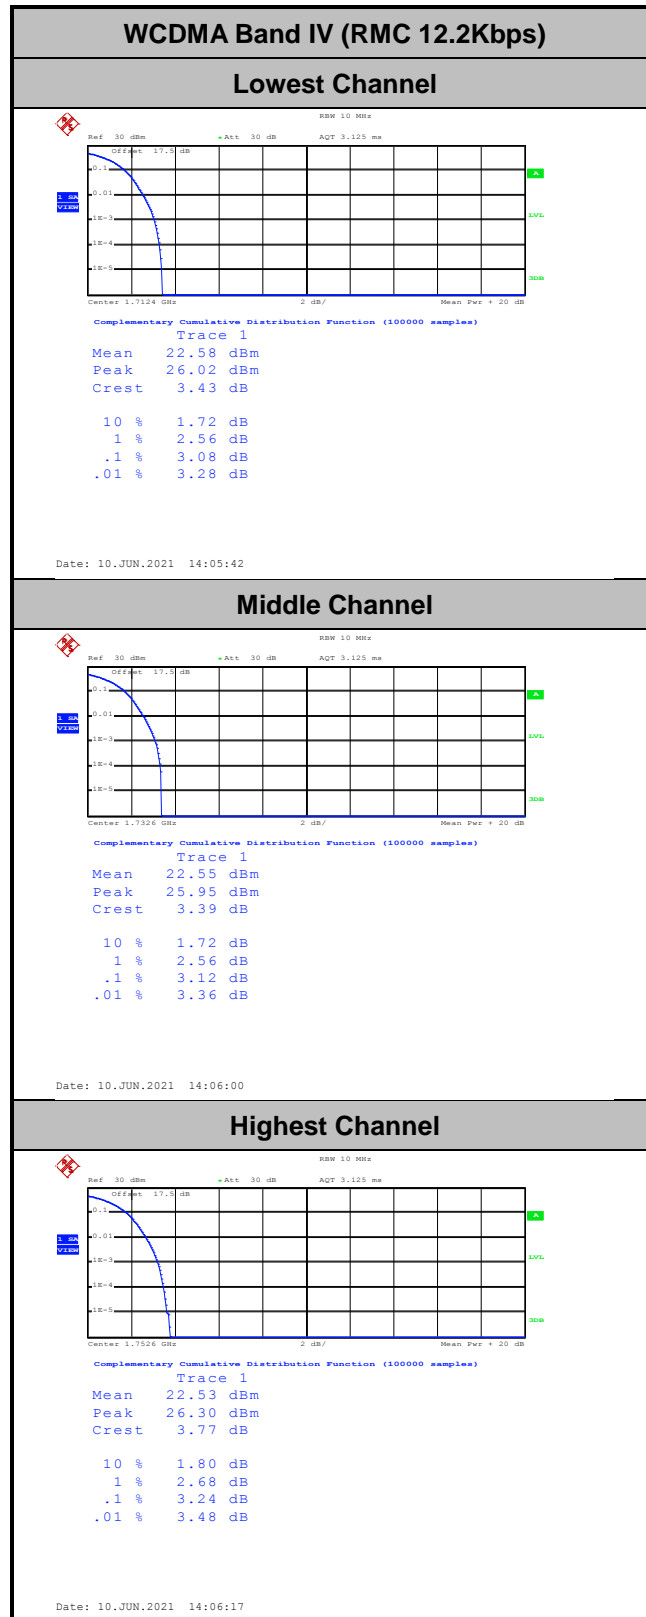 WCDMA Band IV (RMC 12.2Kbps)
Lowest Channel
R S
RBW 10 MHz
Ref 30 dBm *Att 30 dB AQT 3.125 ms
Offset 17.5 dB
0.1
A
0.01
1 SA
VIEW
1E-3
LVL
1E-4
1E-5
3DB
Center 1.7124 GHz 2 dB/ Mean Pwr + 20 dB
Complementary Cumulative Distribution Function (100000 samples)
Trace 1
Mean 22.58 dBm
Peak 26.02 dBm
Crest 3.43 dB
10 % 1.72 dB
1 % 2.56 dB
.1 % 3.08 dB
.01 % 3.28 dB
Date: 10.JUN.2021 14:05:42
Middle Channel
R S
RBW 10 MHz
Ref 30 dBm *Att 30 dB AQT 3.125 ms
Offset 17.5 dB
0.1
A
0.01
1 SA
VIEW
1E-3
LVL
1E-4
1E-5
3DB
Center 1.7326 GHz 2 dB/ Mean Pwr + 20 dB
Complementary Cumulative Distribution Function (100000 samples)
Trace 1
Mean 22.55 dBm
Peak 25.95 dBm
Crest 3.39 dB
10 % 1.72 dB
1 % 2.56 dB
.1 % 3.12 dB
.01 % 3.36 dB
Date: 10.JUN.2021 14:06:00
Highest Channel
R S
RBW 10 MHz
Ref 30 dBm *Att 30 dB AQT 3.125 ms
Offset 17.5 dB
0.1
A
0.01
1 SA
VIEW
1E-3
LVL
1E-4
1E-5
3DB
Center 1.7526 GHz 2 dB/ Mean Pwr + 20 dB
Complementary Cumulative Distribution Function (100000 samples)
Trace 1
Mean 22.53 dBm
Peak 26.30 dBm
Crest 3.77 dB
10 % 1.80 dB
1 % 2.68 dB
.1 % 3.24 dB
.01 % 3.48 dB
Date: 10.JUN.2021 14:06:17